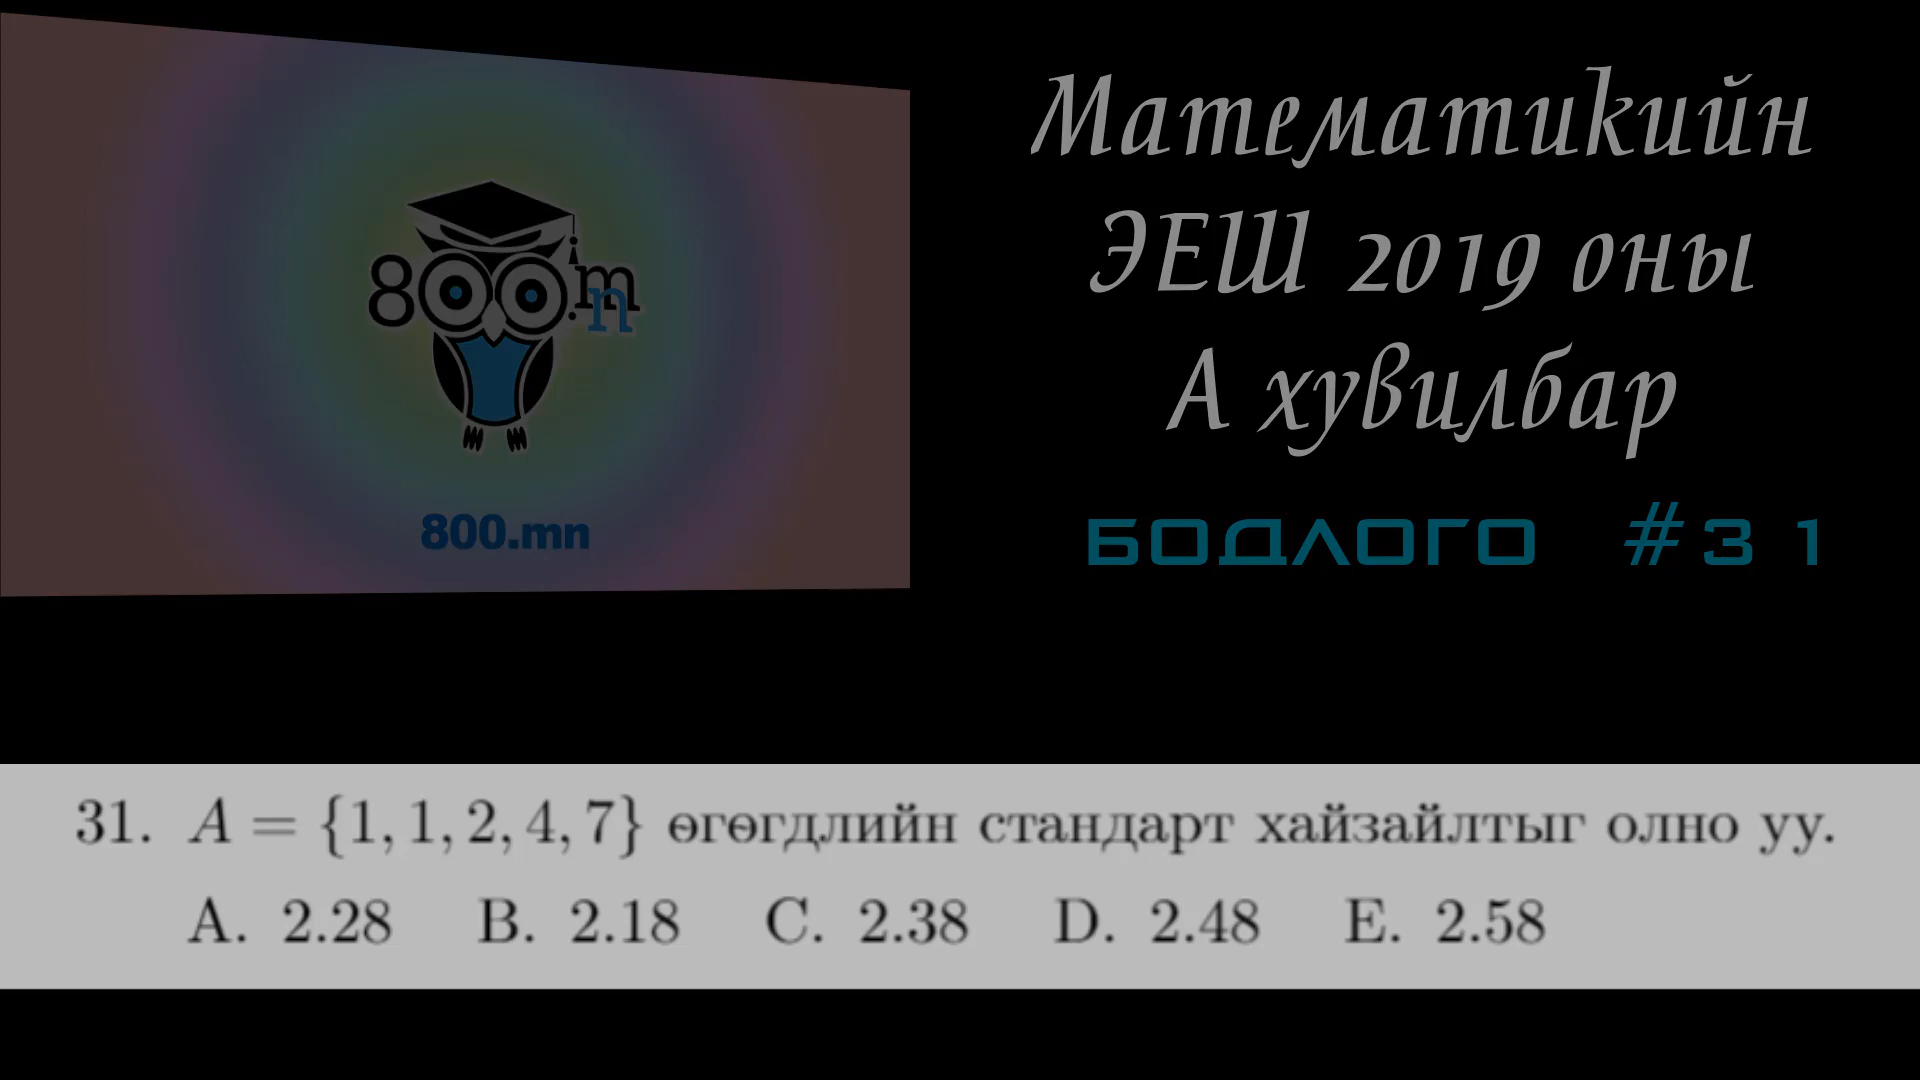 800.mn
800.mn
Математикийн
ЭЕШ 2019 оны
А хувилбар
БОДЛОГО #31
31. A = {1, 1, 2, 4, 7} өгөгдлийн стандарт хайзайлтыг олно уу.
A. 2.28 B. 2.18 C. 2.38 D. 2.48 E. 2.58